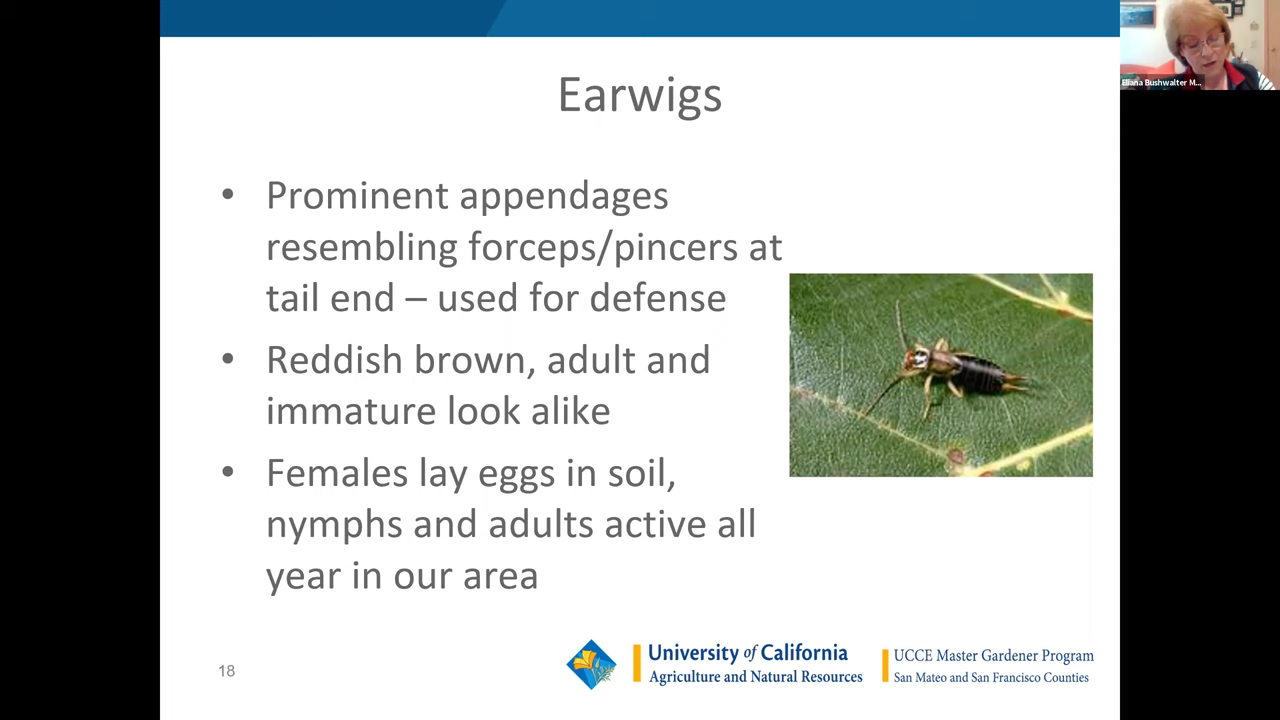 Earwigs
• Prominent appendages
resembling forceps/pincers at
tail end – used for defense
• Reddish brown, adult and
immature look alike
• Females lay eggs in soil,
nymphs and adults active all
year in our area
18
University of California
Agriculture and Natural Resources
UCCE Master Gardener Program
San Mateo and San Francisco Counties
Eliana Bushwalter M...